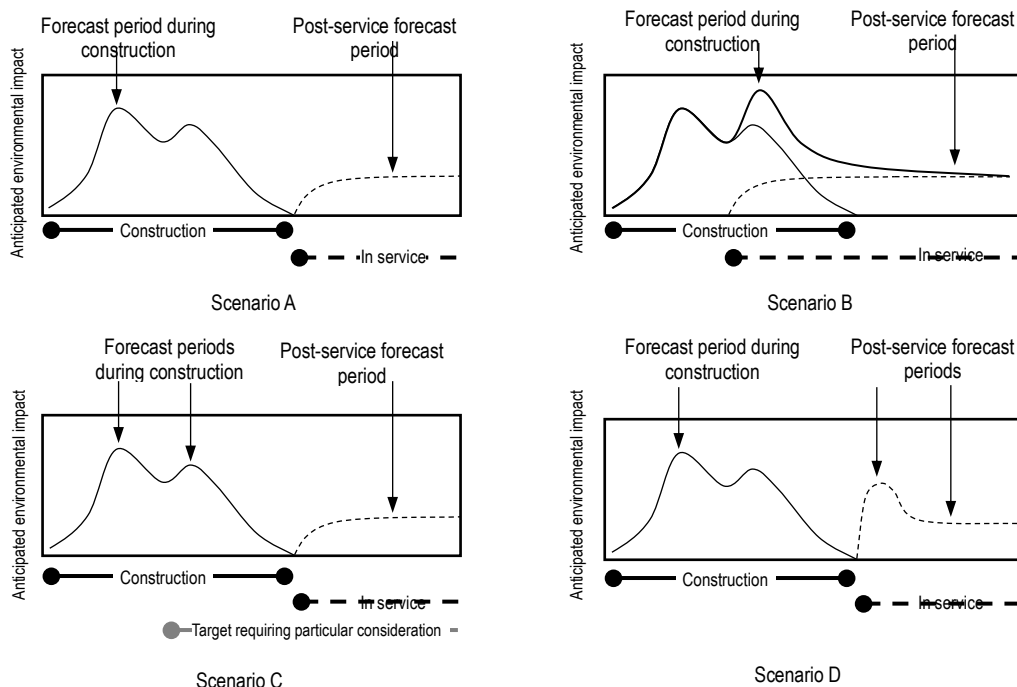 Forecast period during
construction
Post-service forecast
period
Anticipated environmental impact
Construction
In service
Scenario A
Forecast period during
construction
Post-service forecast
period
Anticipated environmental impact
Construction
In service
Scenario B
Forecast periods
during construction
Post-service forecast
period
Anticipated environmental impact
Construction
In service
Target requiring particular consideration
Scenario C
Forecast period during
construction
Post-service forecast
periods
Anticipated environmental impact
Construction
In service
Scenario D